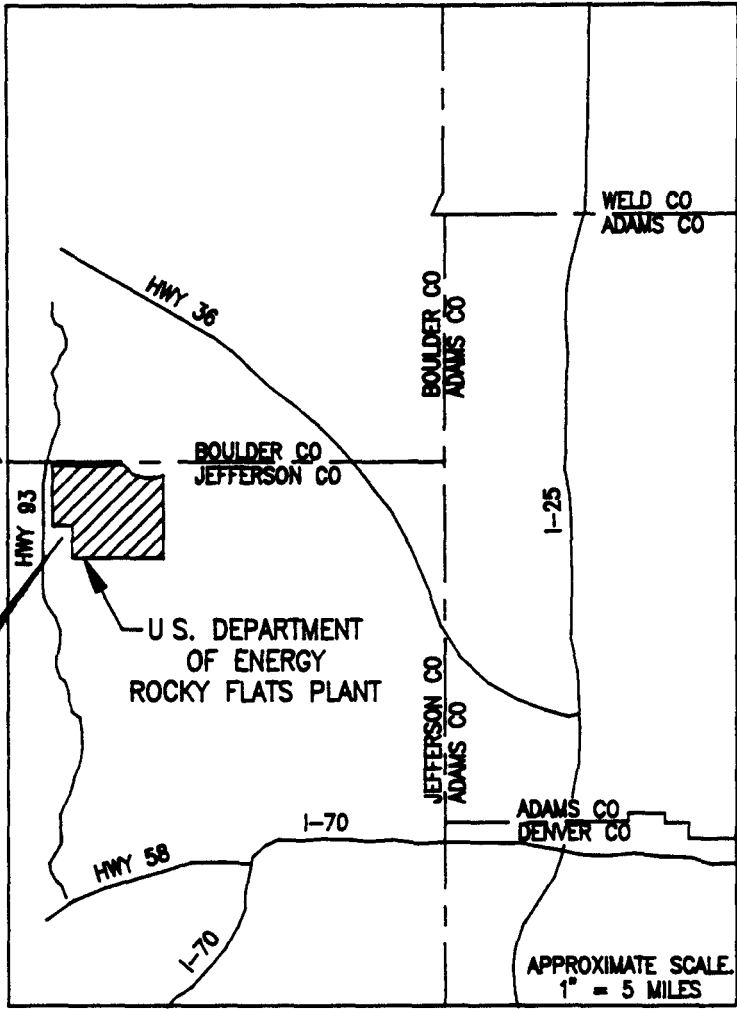 WELD CO
ADAMS CO
HWY 36
BOULDER CO
ADAMS CO
BOULDER CO
JEFFERSON CO
HWY 93
I-25
U S. DEPARTMENT
OF ENERGY
ROCKY FLATS PLANT
JEFFERSON CO
ADAMS CO
ADAMS CO
DENVER CO
I-70
HWY 58
I-70
APPROXIMATE SCALE.
1" = 5 MILES